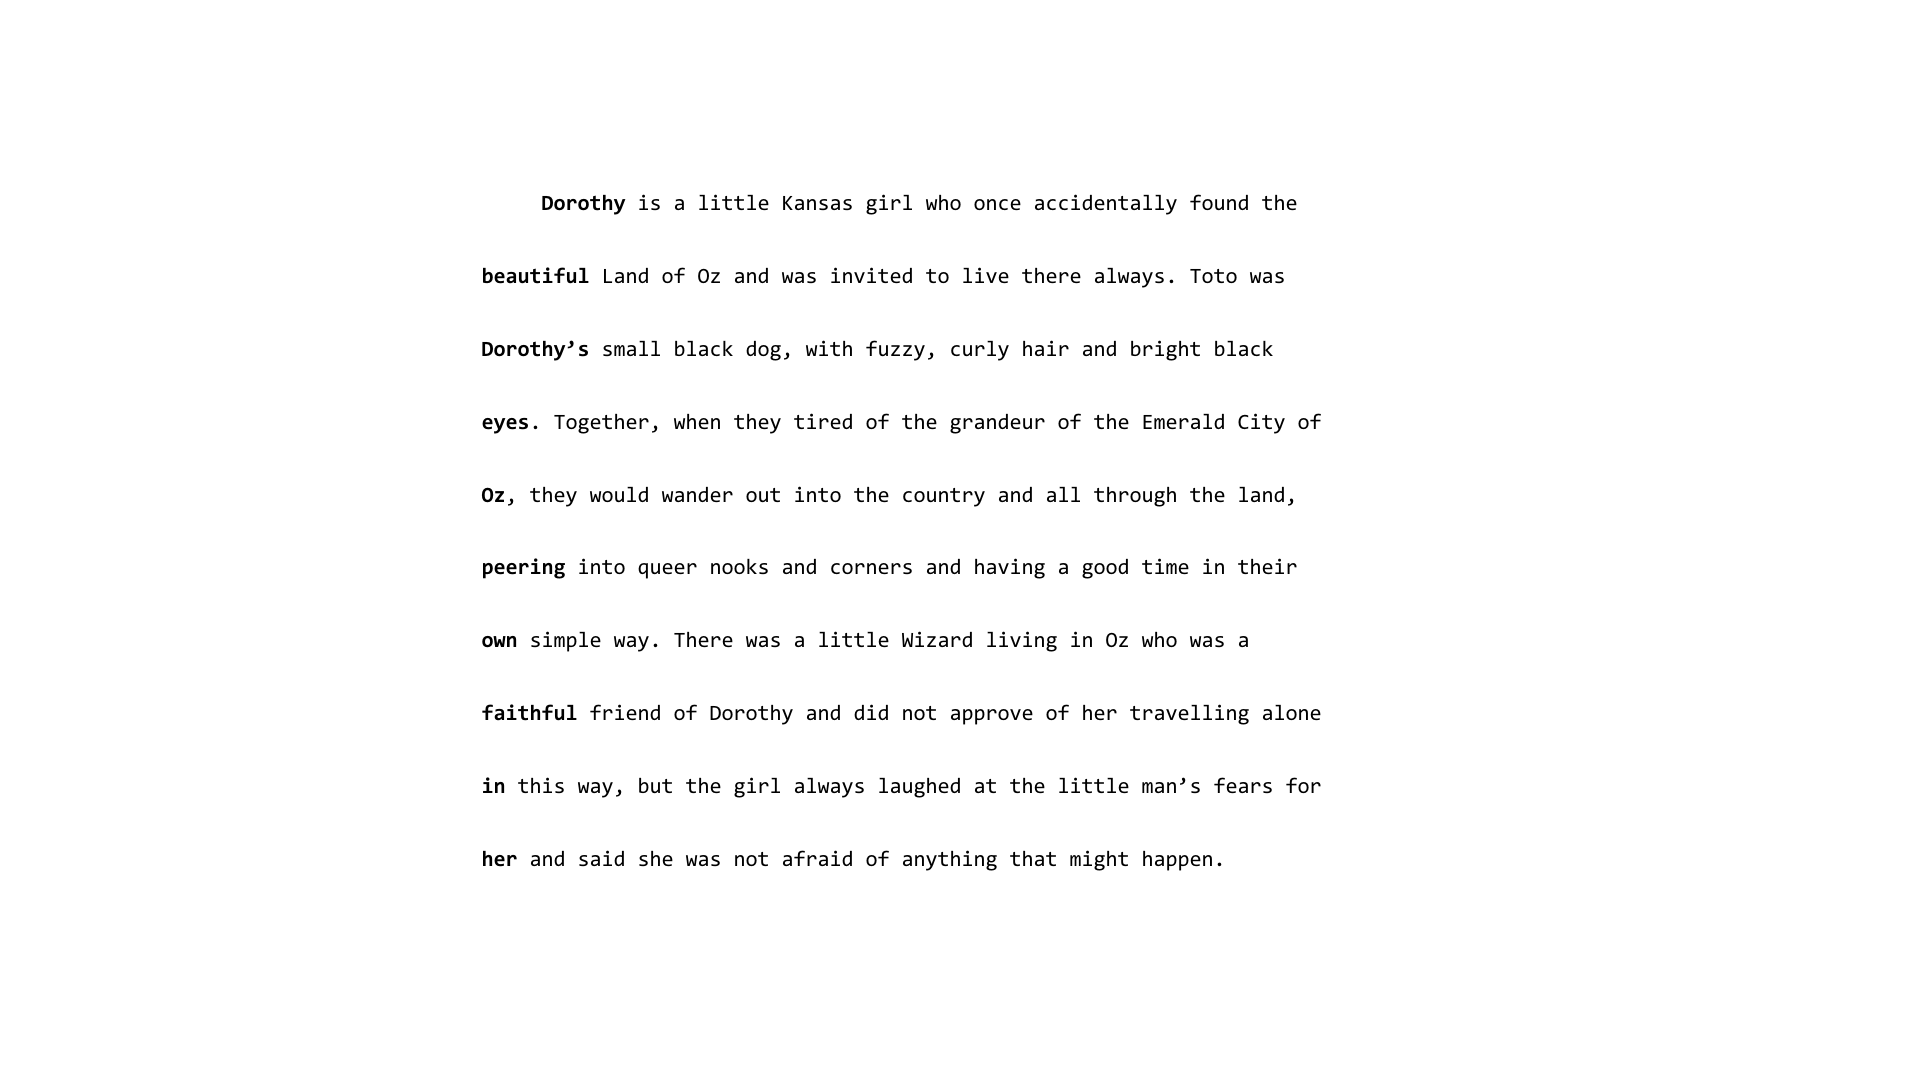 Dorothy is a little Kansas girl who once accidentally found the
beautiful Land of Oz and was invited to live there always. Toto was
Dorothy’s small black dog, with fuzzy, curly hair and bright black
eyes. Together, when they tired of the grandeur of the Emerald City of
Oz, they would wander out into the country and all through the land,
peering into queer nooks and corners and having a good time in their
own simple way. There was a little Wizard living in Oz who was a
faithful friend of Dorothy and did not approve of her travelling alone
in this way, but the girl always laughed at the little man’s fears for
her and said she was not afraid of anything that might happen.